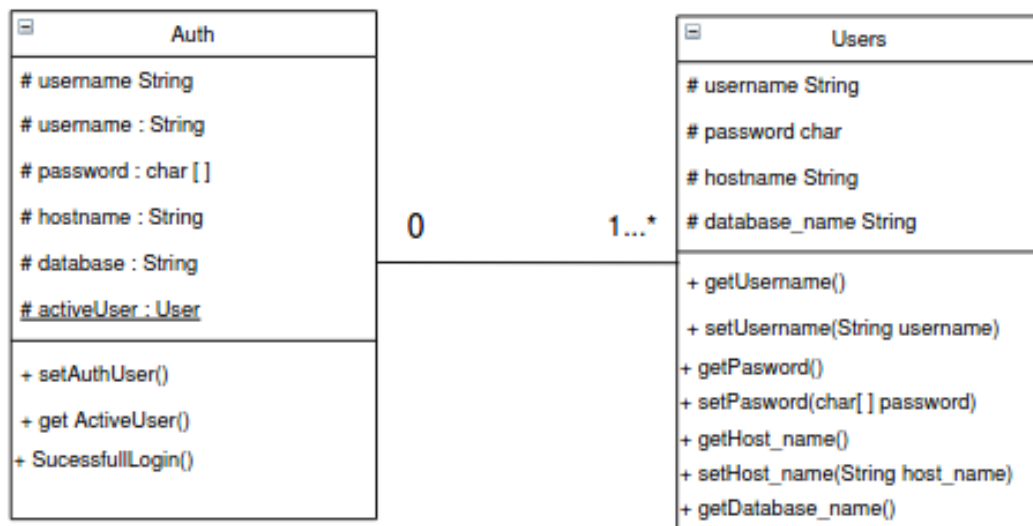 Auth
# username String
# username : String
# password : char [ ]
# hostname : String
# database : String
# activeUser : User
+ setAuthUser()
+ get ActiveUser()
+ SucessfullLogin()
0
1...*
Users
# username String
# password char
# hostname String
# database_name String
+ getUsername()
+ setUsername(String username)
+ getPasword()
+ setPasword(char[ ] password)
+ getHost_name()
+ setHost_name(String host_name)
+ getDatabase_name()